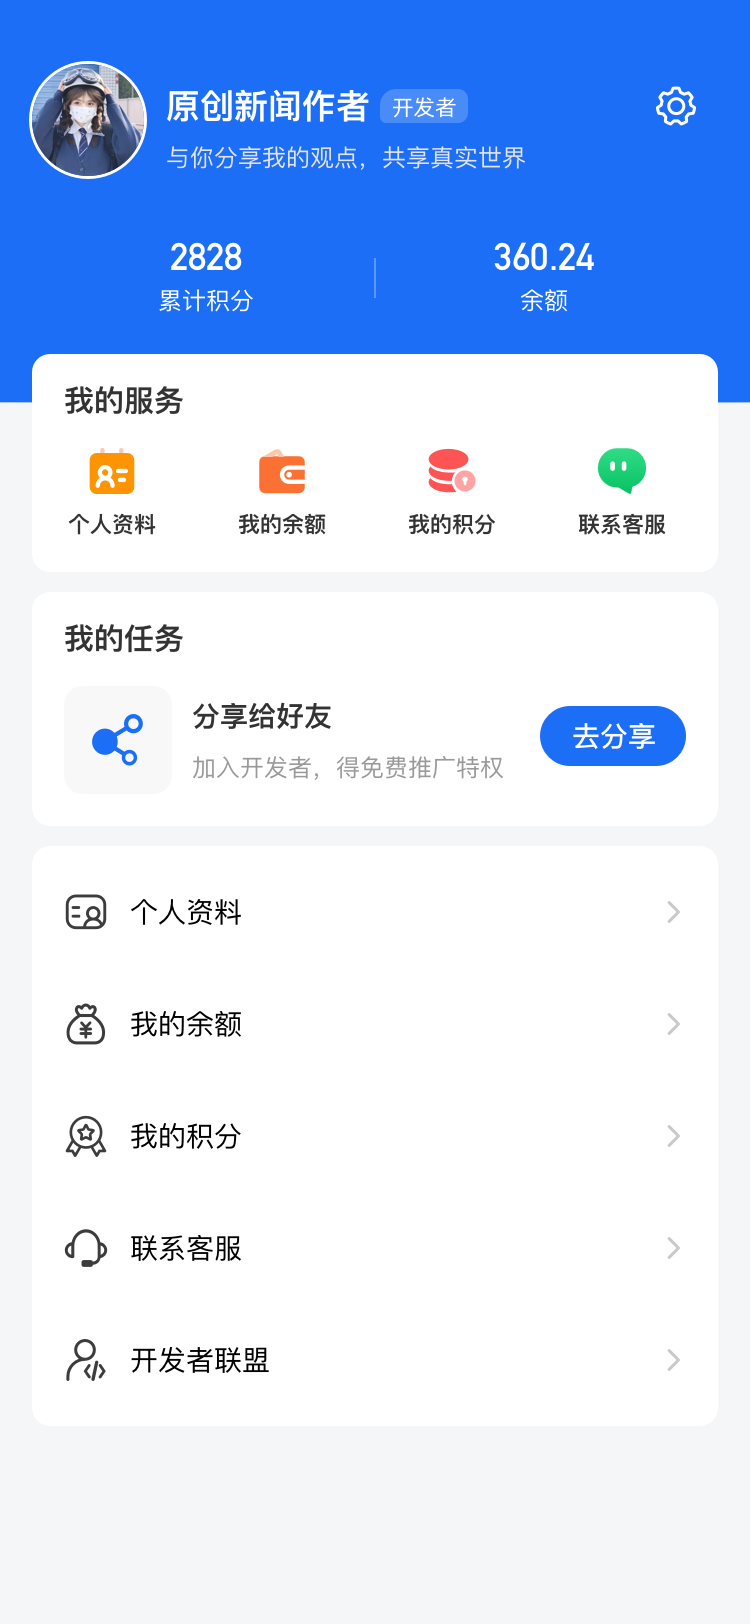 原创新闻作者 开发者
与你分享我的观点，共享真实世界
2828 360.24
累计积分 余额
我的服务
个人资料 我的余额 我的积分 联系客服
我的任务
分享给好友
加入开发者，得免费推广特权
去分享
个人资料
我的余额
我的积分
联系客服
开发者联盟